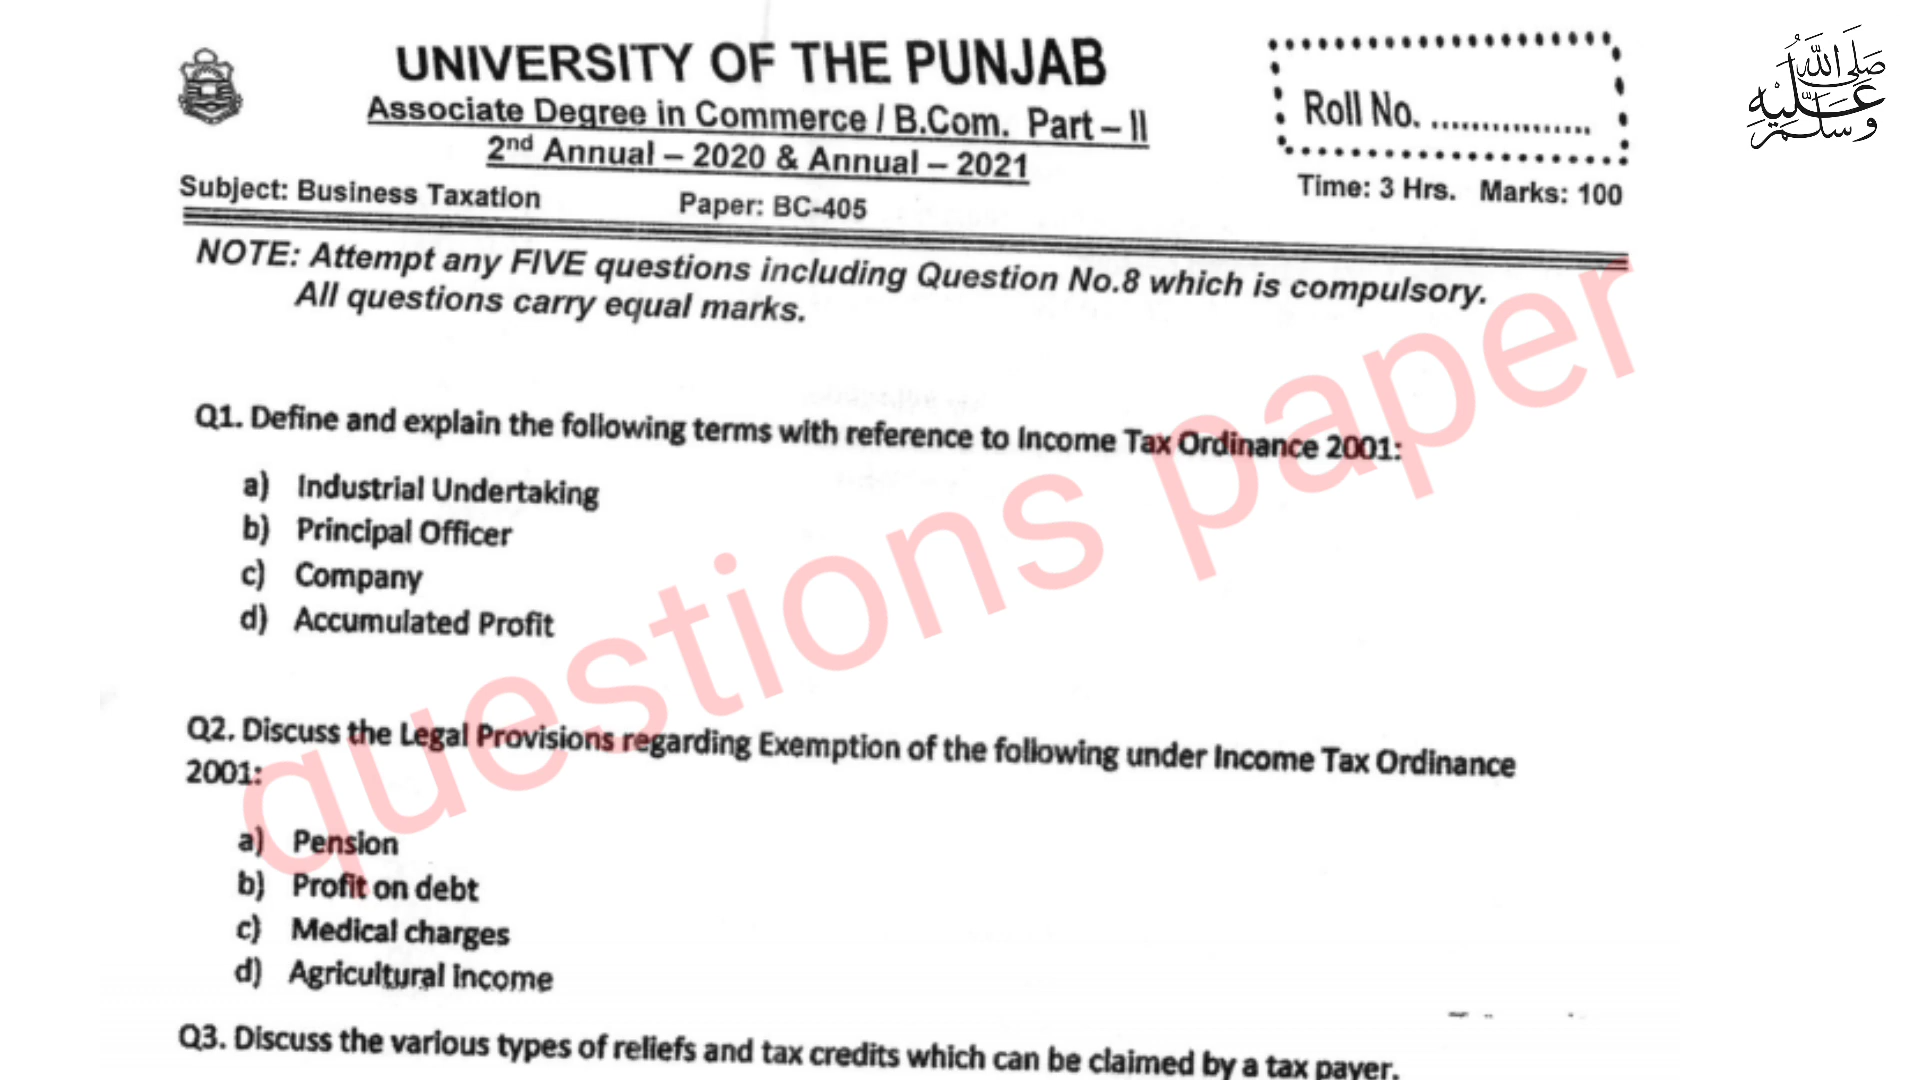 UNIVERSITY OF THE PUNJAB
Associate Degree in Commerce / B.Com. Part – II
2nd Annual – 2020 & Annual – 2021
Roll No. ................
صلى الله عليه وسلم
Subject: Business Taxation Paper: BC-405 Time: 3 Hrs. Marks: 100
NOTE: Attempt any FIVE questions including Question No.8 which is compulsory.
All questions carry equal marks.
Q1. Define and explain the following terms with reference to Income Tax Ordinance 2001:
a) Industrial Undertaking
b) Principal Officer
c) Company
d) Accumulated Profit
Q2. Discuss the Legal Provisions regarding Exemption of the following under Income Tax Ordinance
2001:
a) Pension
b) Profit on debt
c) Medical charges
d) Agricultural income
Q3. Discuss the various types of reliefs and tax credits which can be claimed by a tax payer.
questions paper